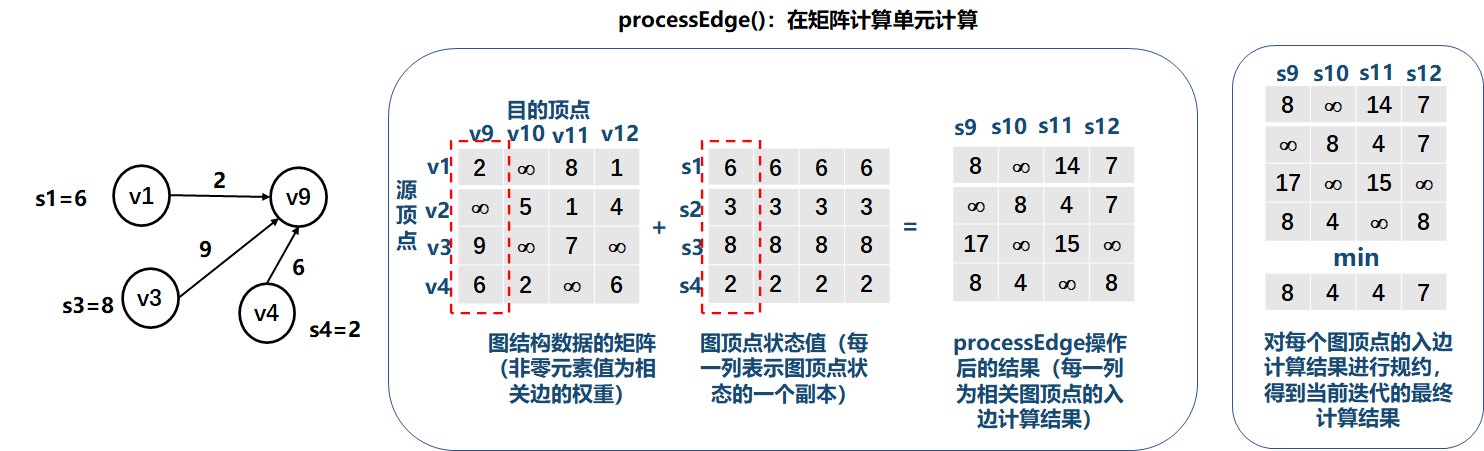 processEdge()：在矩阵计算单元计算
s1=6
v1
2
v9
9
6
s3=8
v3
v4
s4=2
目的顶点
v9 v10 v11 v12
源顶点
v1 2 ∞ 8 1
v2 ∞ 5 1 4
v3 9 ∞ 7 ∞
v4 6 2 ∞ 6
图结构数据的矩阵
（非零元素值为相
关边的权重）
+
s1 6 6 6 6
s2 3 3 3 3
s3 8 8 8 8
s4 2 2 2 2
图顶点状态值（每
一列表示图顶点状
态的一个副本）
=
s9 s10 s11 s12
8 ∞ 14 7
∞ 8 4 7
17 ∞ 15 ∞
8 4 ∞ 8
processEdge操作
后的结果（每一列
为相关图顶点的入
边计算结果）
s9 s10 s11 s12
8 ∞ 14 7
∞ 8 4 7
17 ∞ 15 ∞
8 4 ∞ 8
min
8 4 4 7
对每个图顶点的入边
计算结果进行规约，
得到当前迭代的最终
计算结果